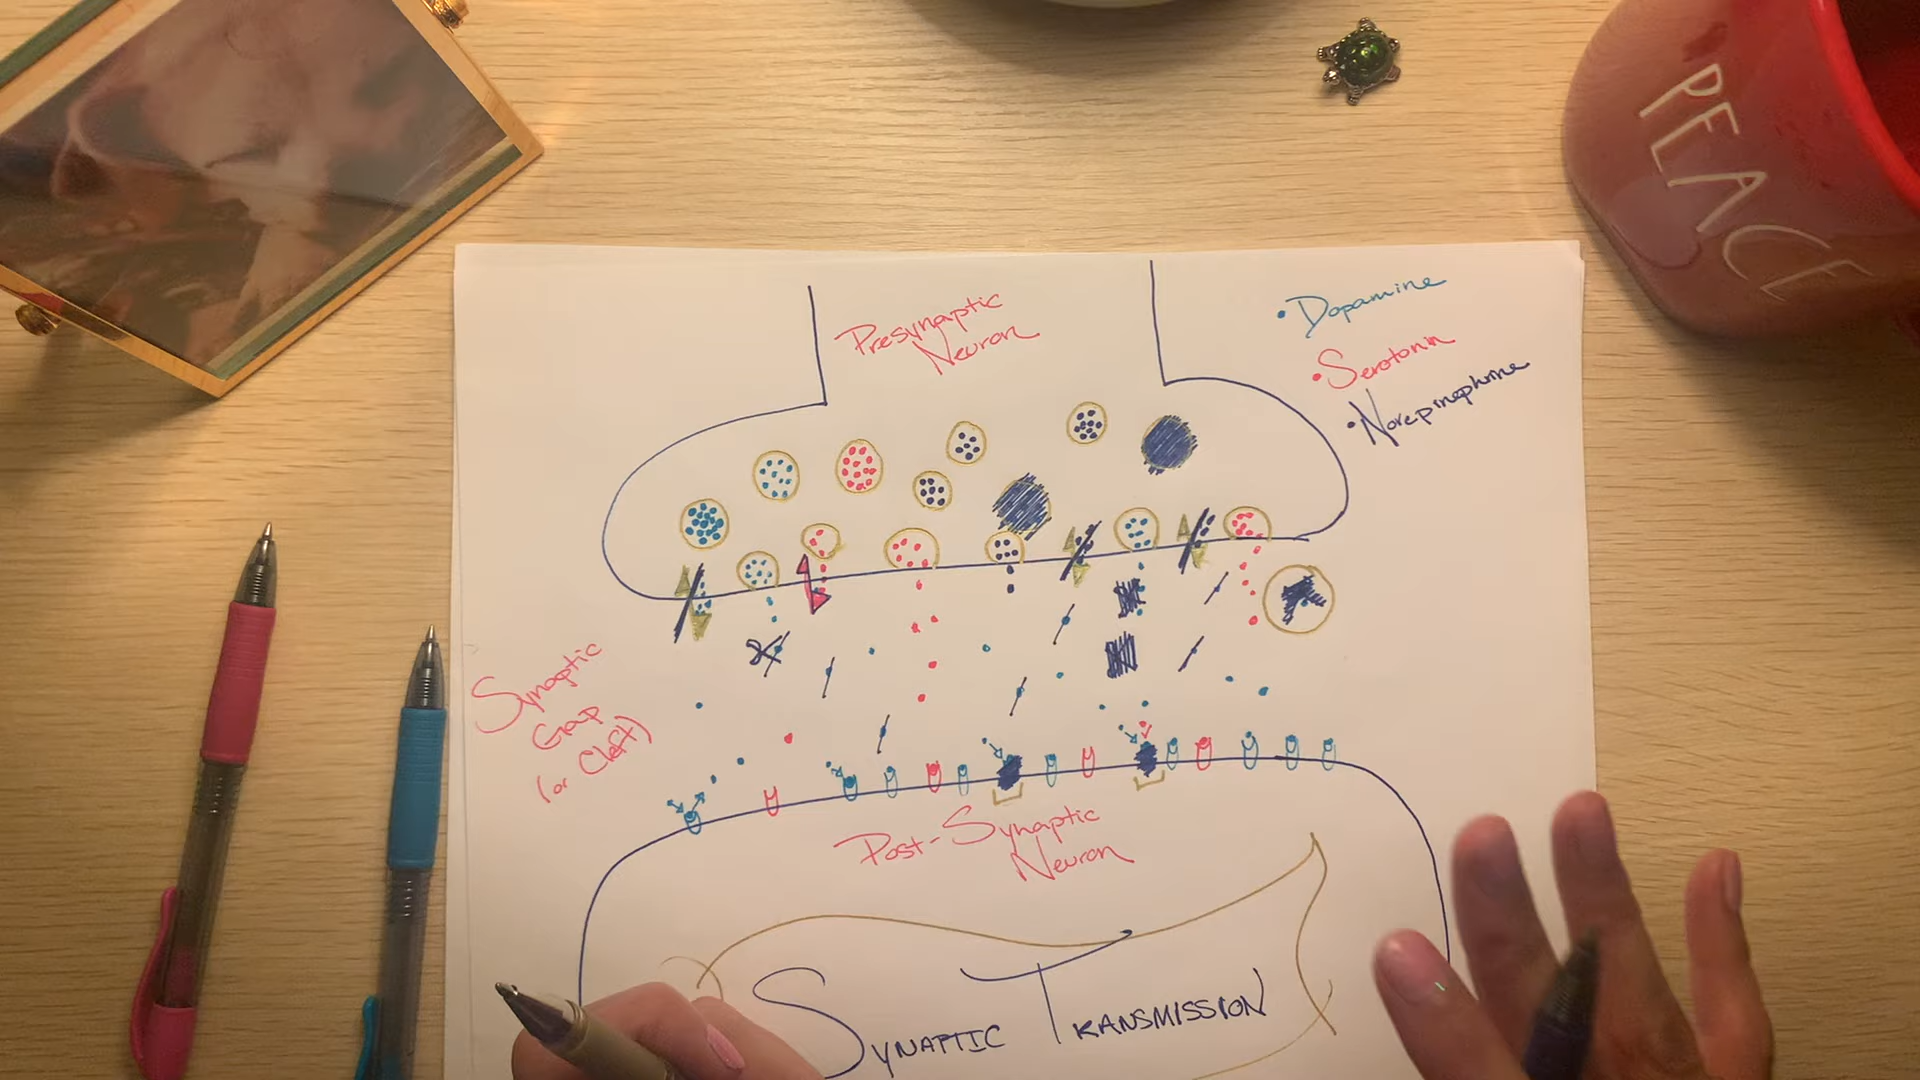 PEACE
Presynaptic
Neuron
• Dopamine
• Serotonin
• Norepinephrine
Synaptic
Gap
(or Cleft)
Post-Synaptic
Neuron
SYNAPTIC TRANSMISSION